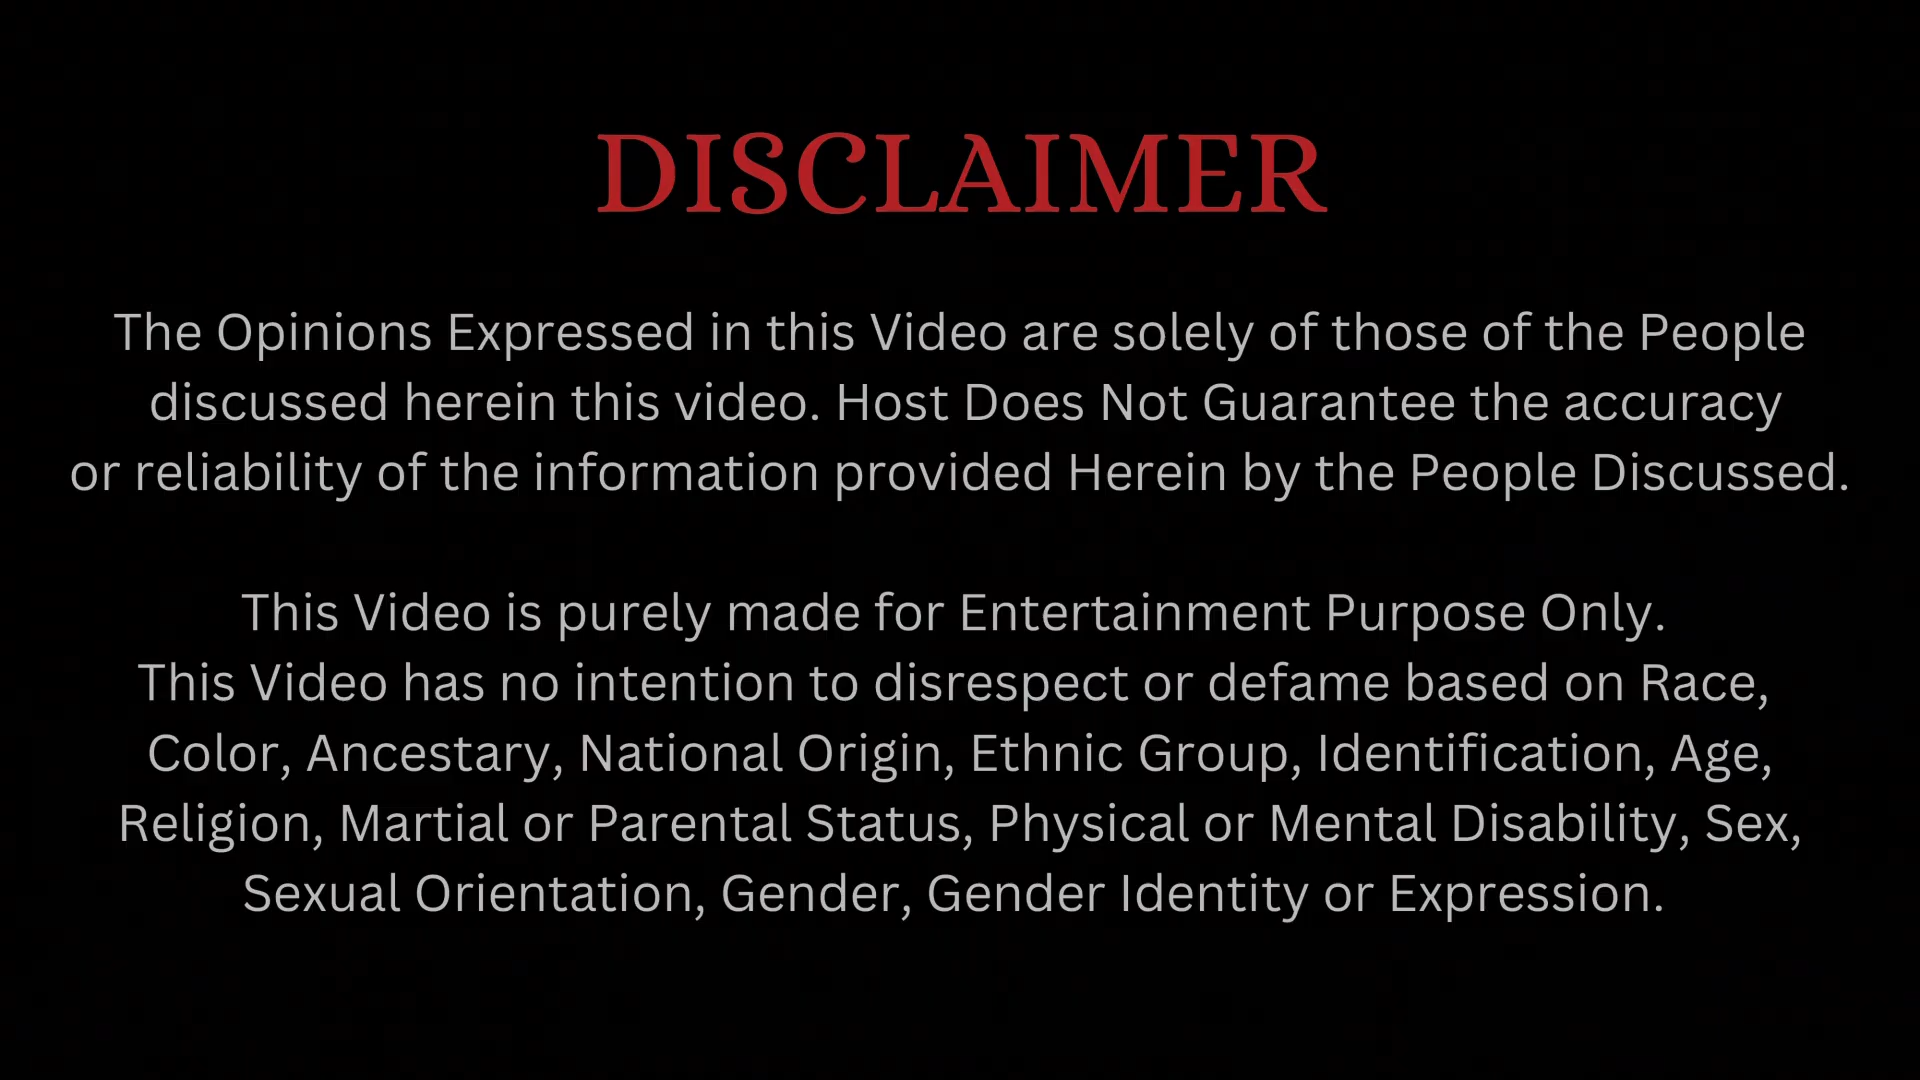 DISCLAIMER
The Opinions Expressed in this Video are solely of those of the People
discussed herein this video. Host Does Not Guarantee the accuracy
or reliability of the information provided Herein by the People Discussed.
This Video is purely made for Entertainment Purpose Only.
This Video has no intention to disrespect or defame based on Race,
Color, Ancestary, National Origin, Ethnic Group, Identification, Age,
Religion, Martial or Parental Status, Physical or Mental Disability, Sex,
Sexual Orientation, Gender, Gender Identity or Expression.